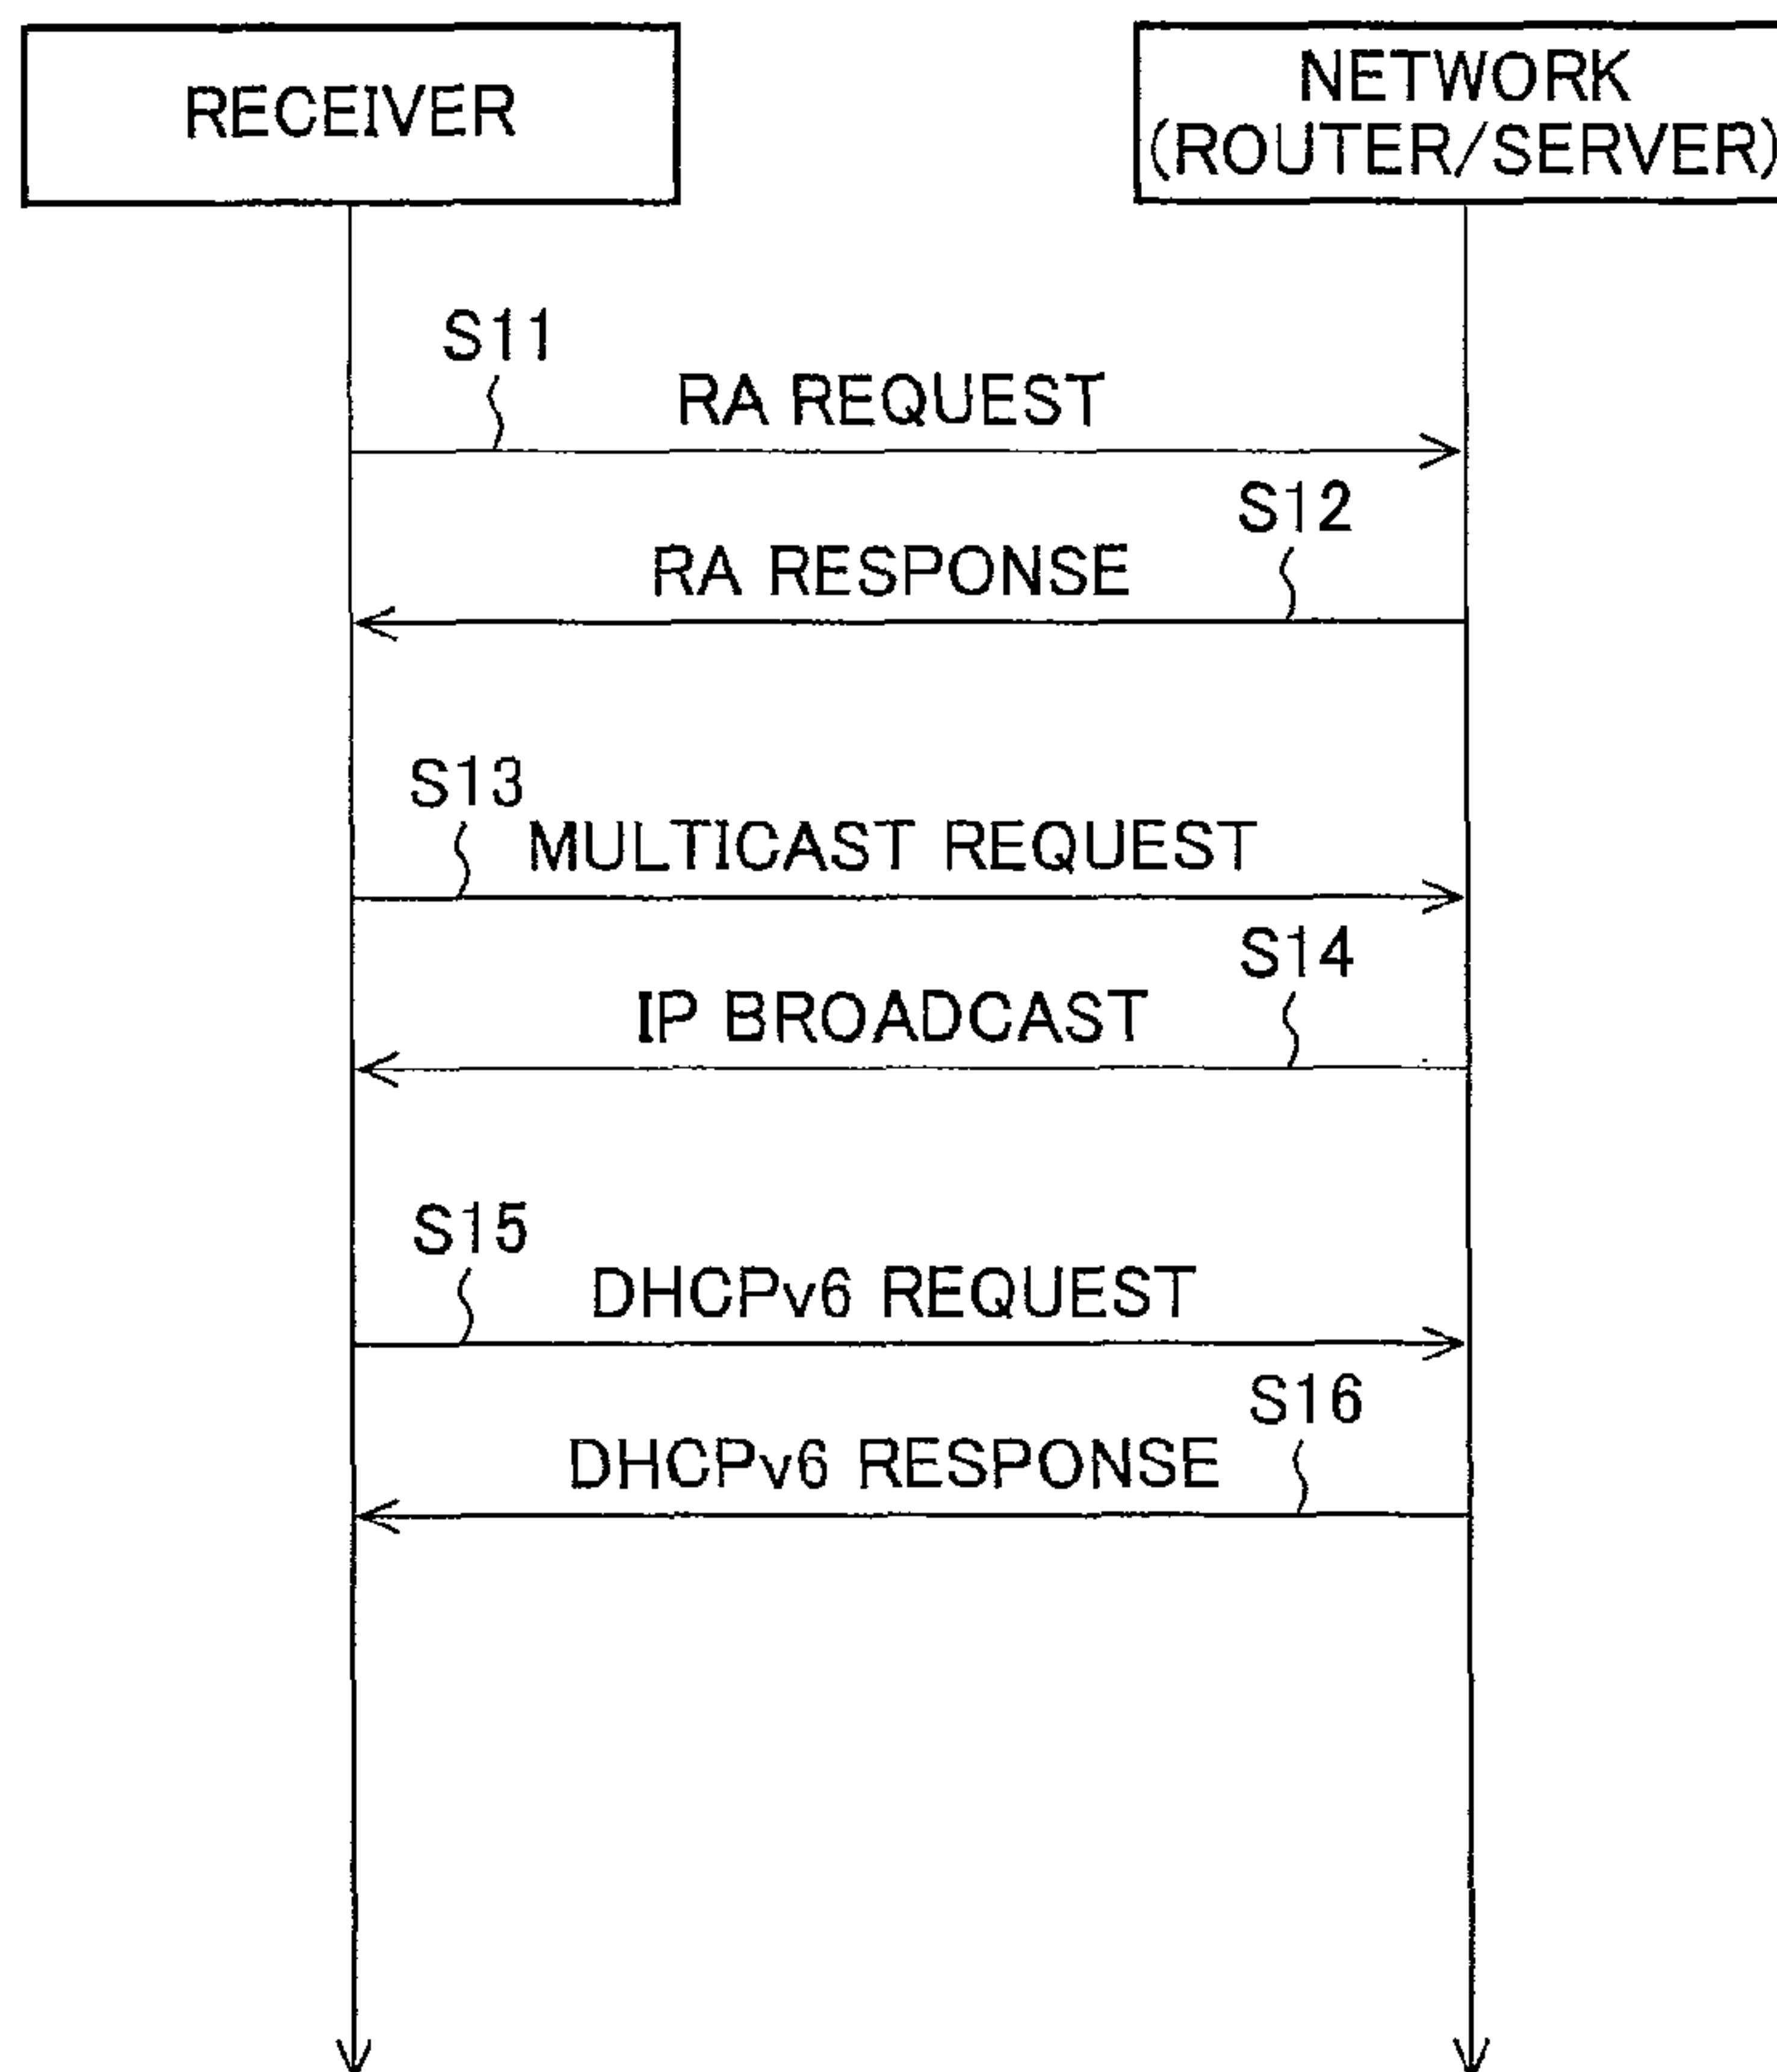 RECEIVER
NETWORK
(ROUTER/SERVER)
S11
RA REQUEST
S12
RA RESPONSE
S13
MULTICAST REQUEST
S14
IP BROADCAST
S15
DHCPv6 REQUEST
S16
DHCPv6 RESPONSE